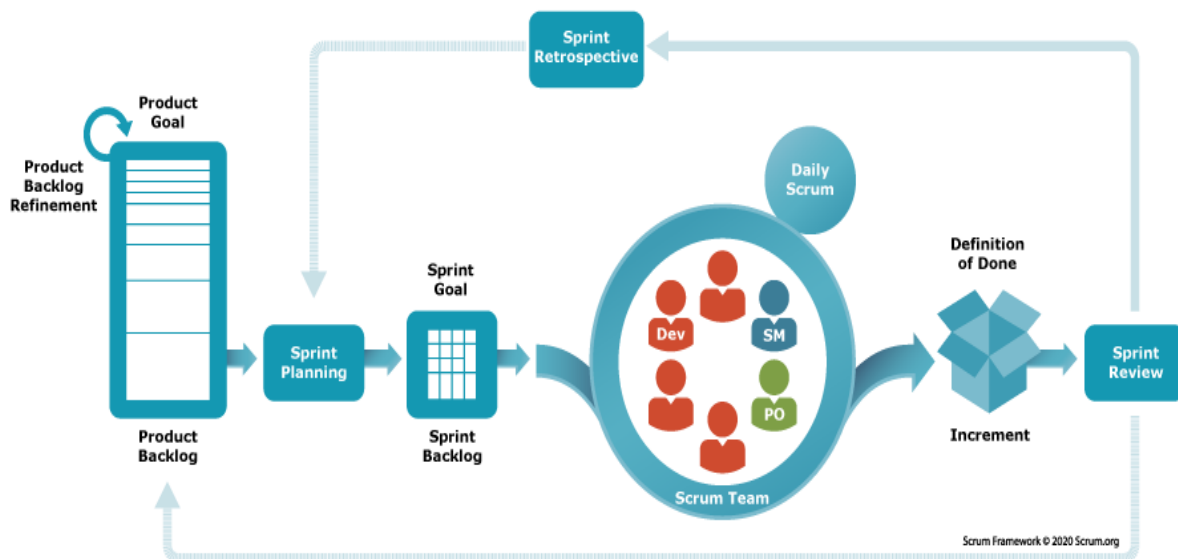 Sprint
Retrospective
Product
Goal
Product
Backlog
Refinement
Daily
Scrum
Sprint
Goal
Definition
of Done
Dev
SM
Sprint
Planning
Sprint
Review
PO
Product
Backlog
Sprint
Backlog
Increment
Scrum Team
Scrum Framework © 2020 Scrum.org